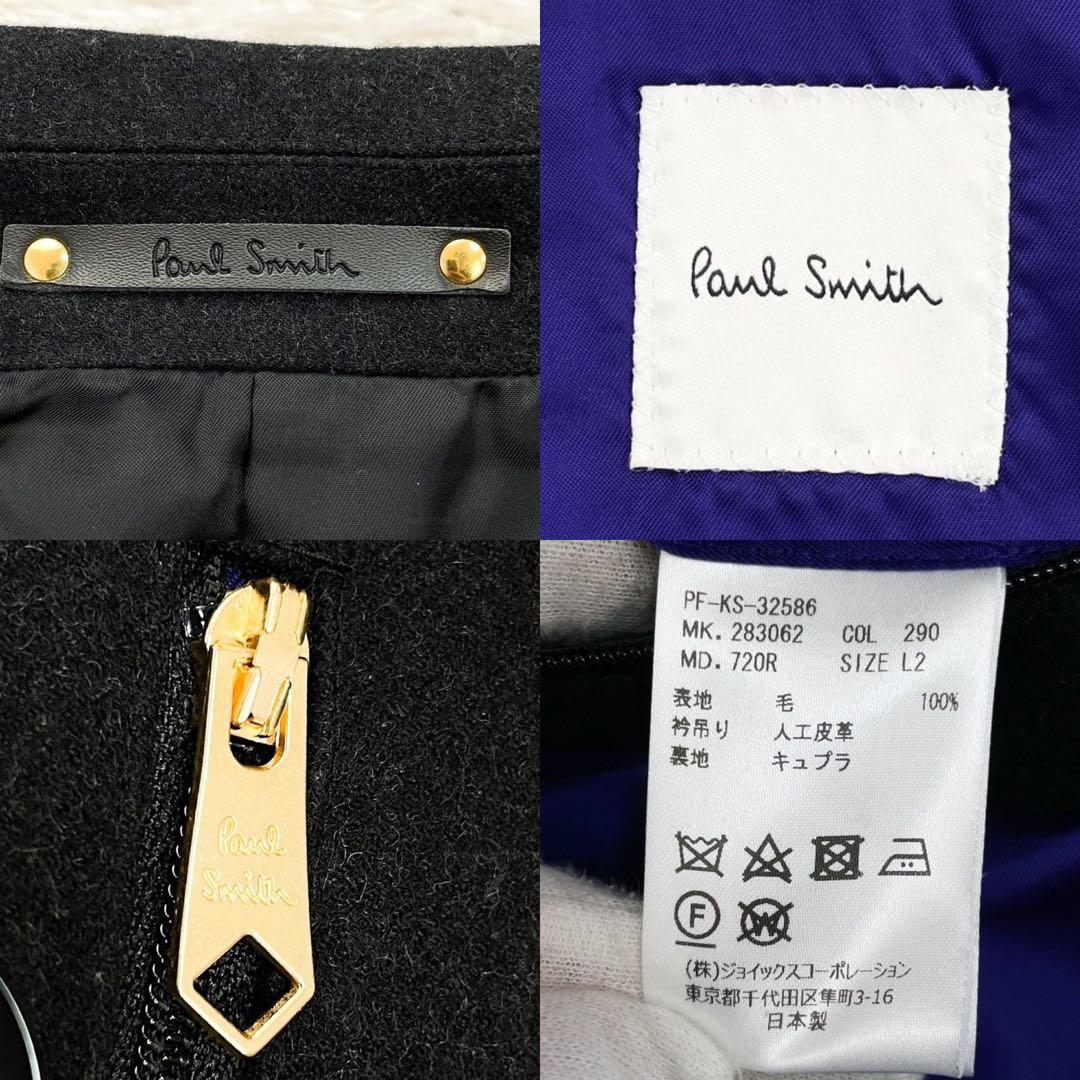 Paul Smith
Paul Smith
Paul
Smith
PF-KS-32586
MK. 283062 COL 290
MD. 720R SIZE L2
表地 毛 100%
衿吊り 人工皮革
裏地 キュプラ
F W
(株)ジョイックスコーポレーション
東京都千代田区隼町3-16
日本製